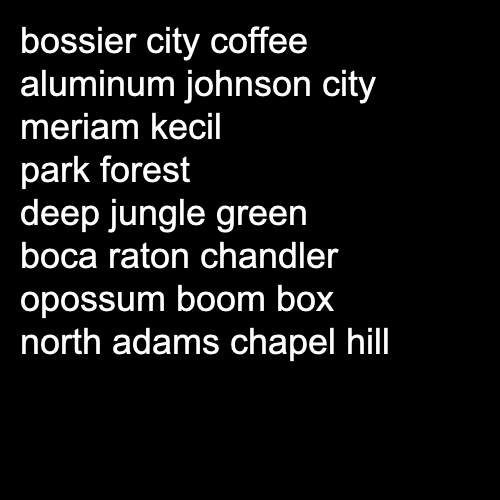 bossier city coffee
aluminum johnson city
meriam kecil
park forest
deep jungle green
boca raton chandler
opossum boom box
north adams chapel hill